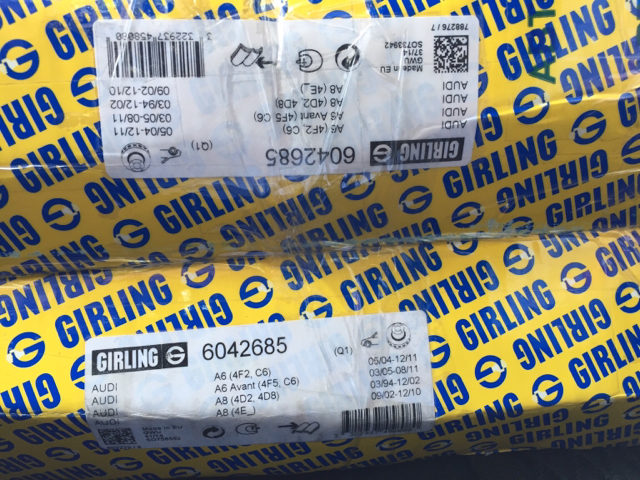 3 322937 458080
788276 / 7
SO733942
37/14
GWU
Made in EU
AUDI A6 (4F2, C6) 05/04-12/11
AUDI A6 Avant (4F5, C6) 03/05-08/11
AUDI A8 (4D2, 4D8) 03/94-12/02
AUDI A8 (4E_) 09/02-12/10
GIRLING 6042685 (Q1)
GIRLING GIRLING GIRLING
GIRLING 6042685 (Q1)
AUDI A6 (4F2, C6) 05/04-12/11
AUDI A6 Avant (4F5, C6) 03/05-08/11
AUDI A8 (4D2, 4D8) 03/94-12/02
AUDI A8 (4E_) 09/02-12/10
Made in EU